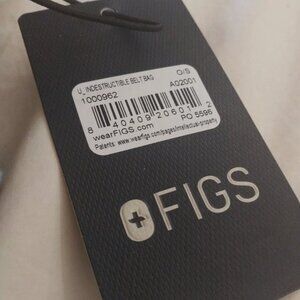 U_INDESTRUCTIBLE BELT BAG O/S
1000962 A02001
8 40409 20601 2
wearFIGS.com PO 5595
Patents: www.wearfigs.com/pages/intellectual-property
FIGS